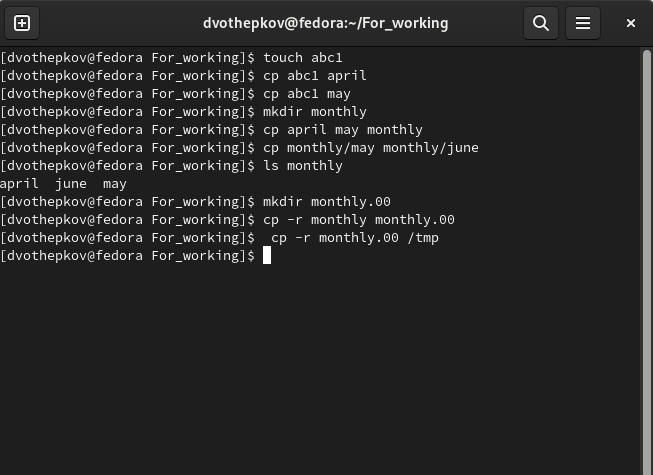 dvothepkov@fedora:~/For_working
[dvothepkov@fedora For_working]$ touch abc1
[dvothepkov@fedora For_working]$ cp abc1 april
[dvothepkov@fedora For_working]$ cp abc1 may
[dvothepkov@fedora For_working]$ mkdir monthly
[dvothepkov@fedora For_working]$ cp april may monthly
[dvothepkov@fedora For_working]$ cp monthly/may monthly/june
[dvothepkov@fedora For_working]$ ls monthly
april  june  may
[dvothepkov@fedora For_working]$ mkdir monthly.00
[dvothepkov@fedora For_working]$ cp -r monthly monthly.00
[dvothepkov@fedora For_working]$  cp -r monthly.00 /tmp
[dvothepkov@fedora For_working]$